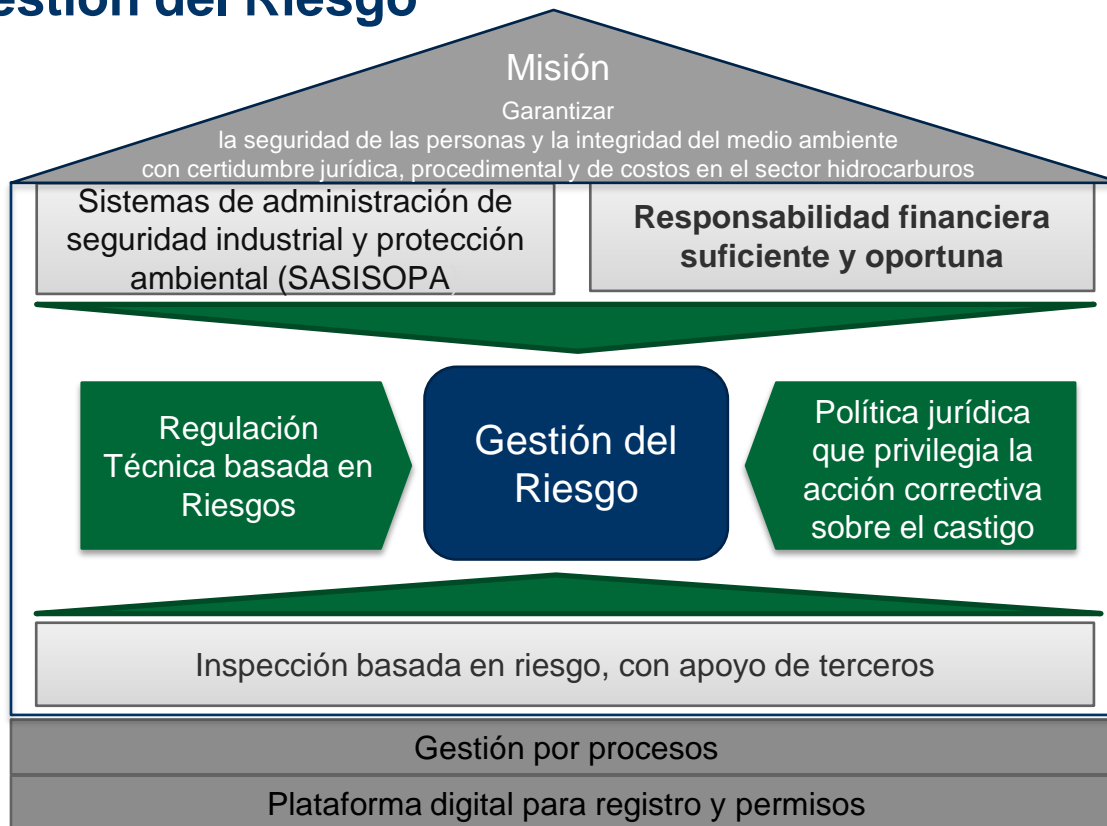 estión del Riesgo
Misión
Garantizar
la seguridad de las personas y la integridad del medio ambiente
con certidumbre jurídica, procedimental y de costos en el sector hidrocarburos
Sistemas de administración de
seguridad industrial y protección
ambiental (SASISOPA
Responsabilidad financiera
suficiente y oportuna
Regulación
Técnica basada en
Riesgos
Gestión del
Riesgo
Política jurídica
que privilegia la
acción correctiva
sobre el castigo
Inspección basada en riesgo, con apoyo de terceros
Gestión por procesos
Plataforma digital para registro y permisos